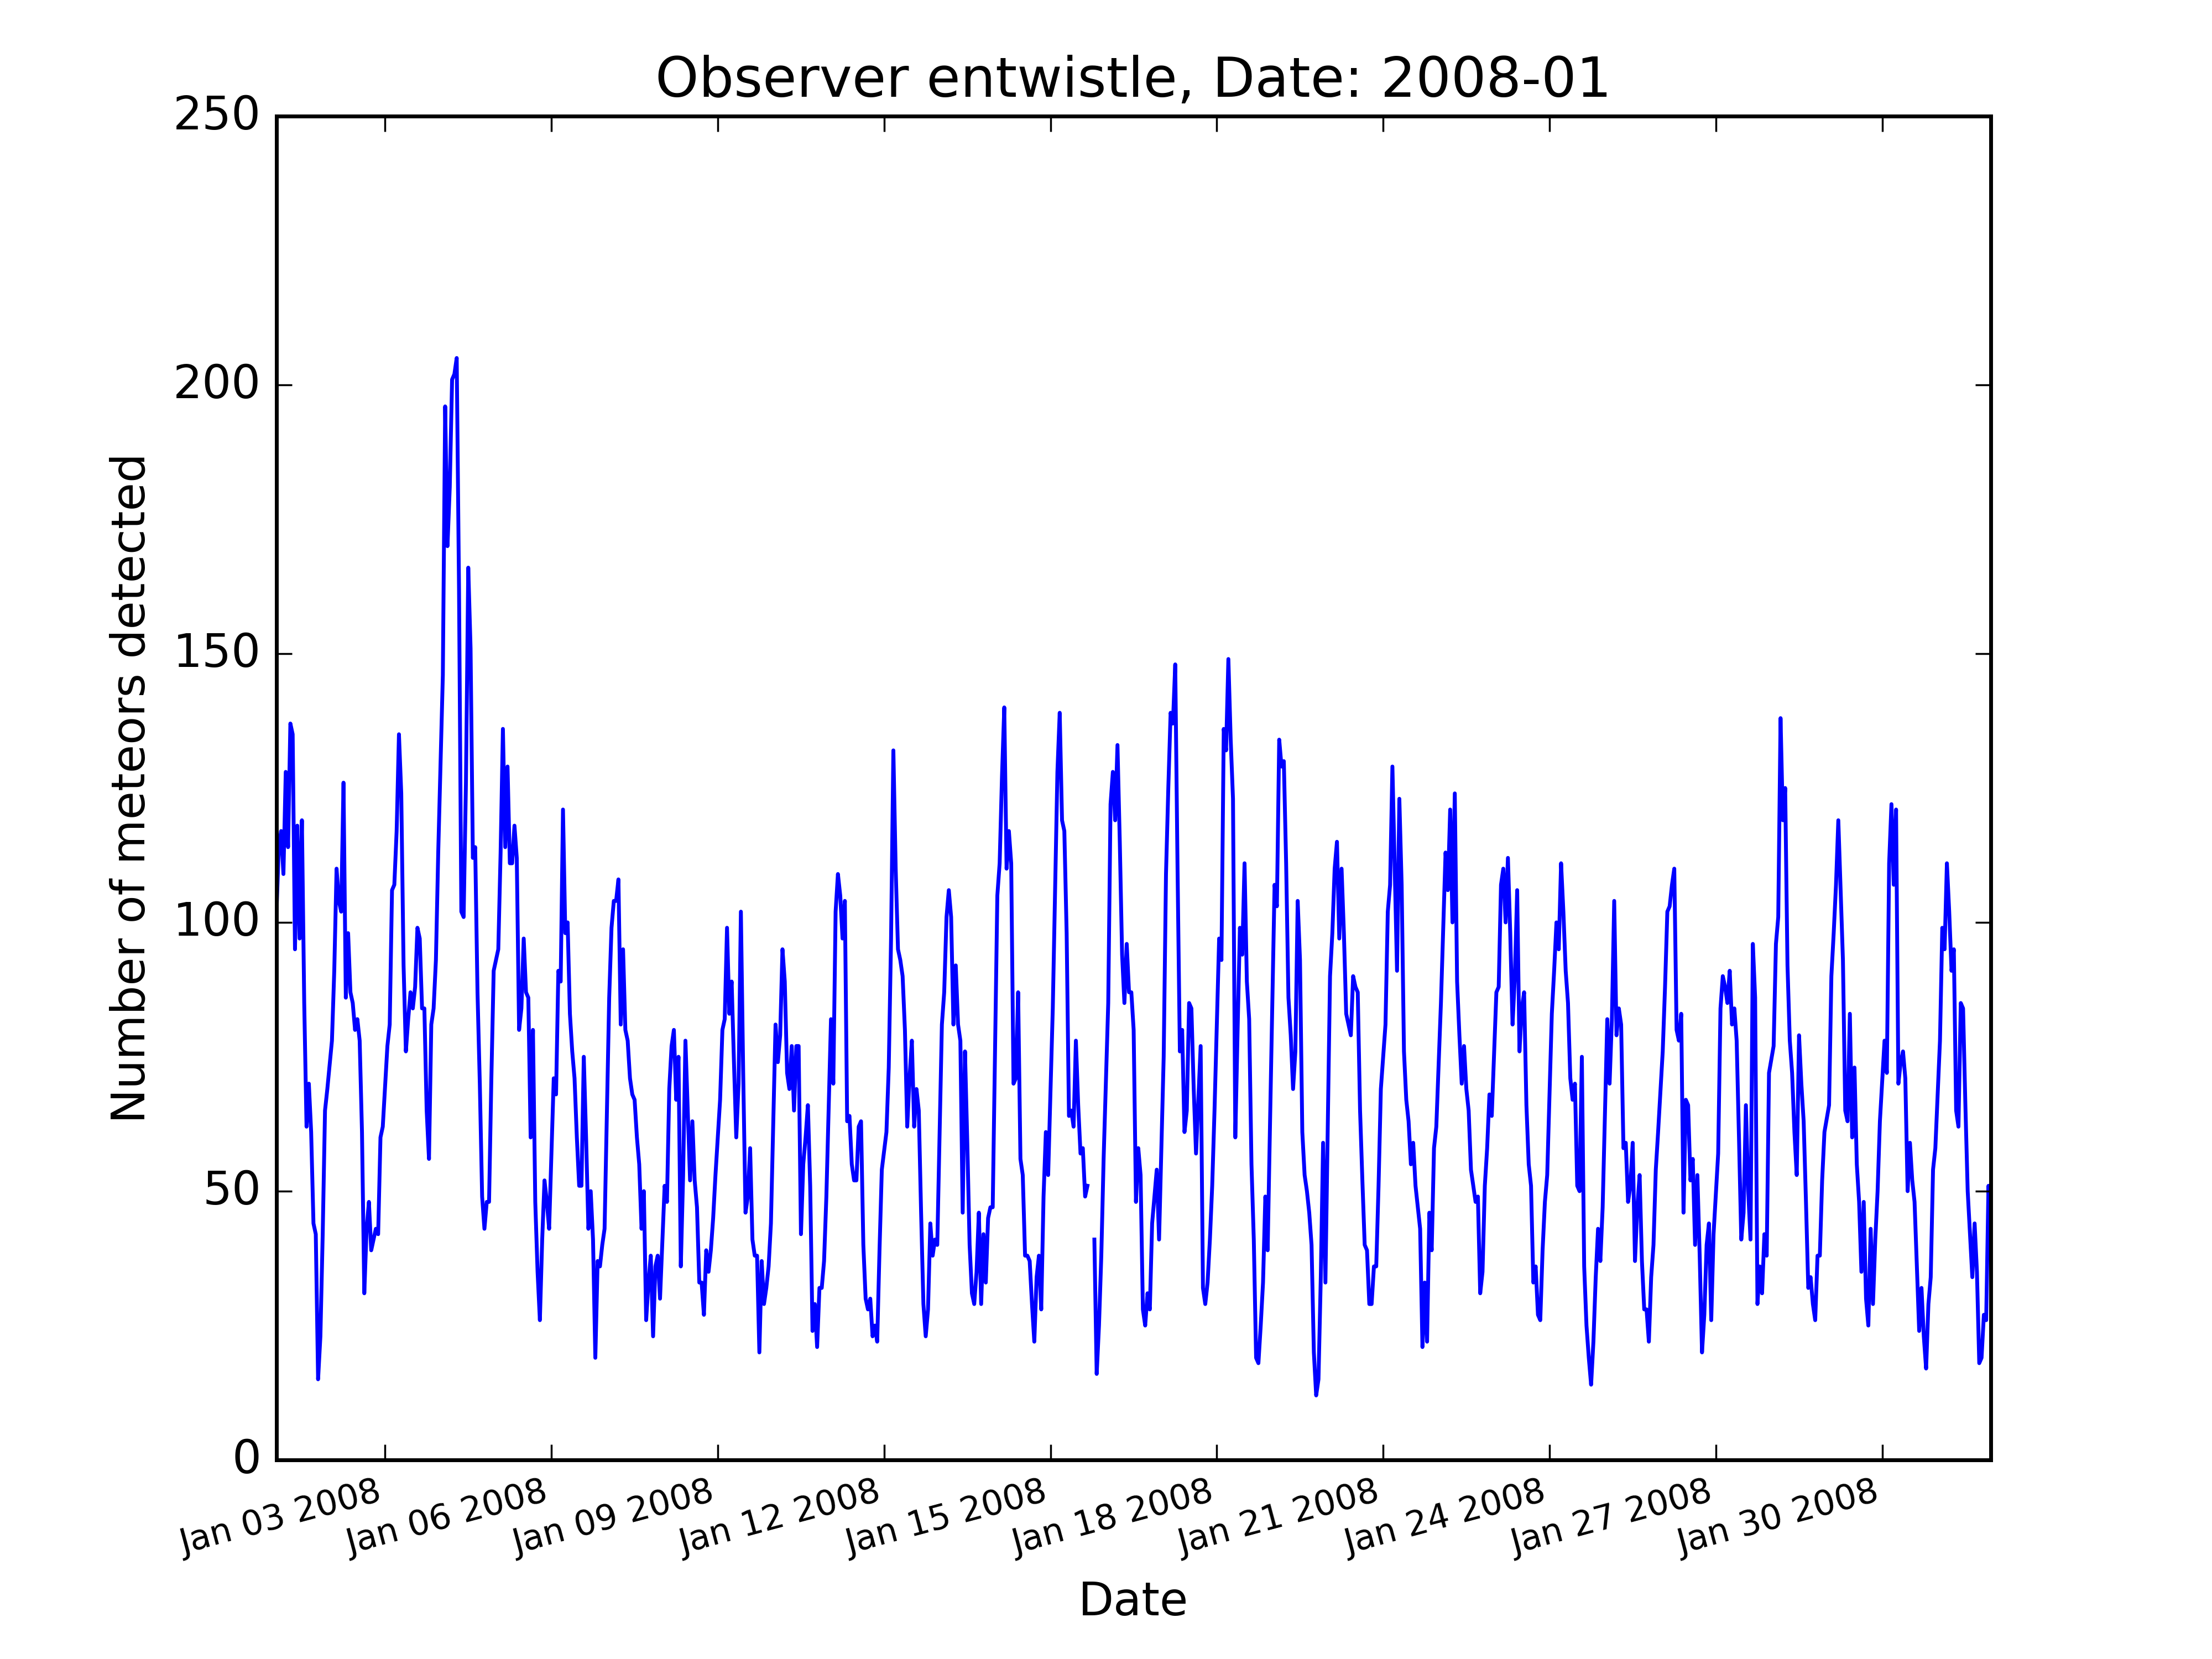 Observer entwistle, Date: 2008-01
Number of meteors detected
250
200
150
100
50
0
Jan 03 2008
Jan 06 2008
Jan 09 2008
Jan 12 2008
Jan 15 2008
Jan 18 2008
Jan 21 2008
Jan 24 2008
Jan 27 2008
Jan 30 2008
Date